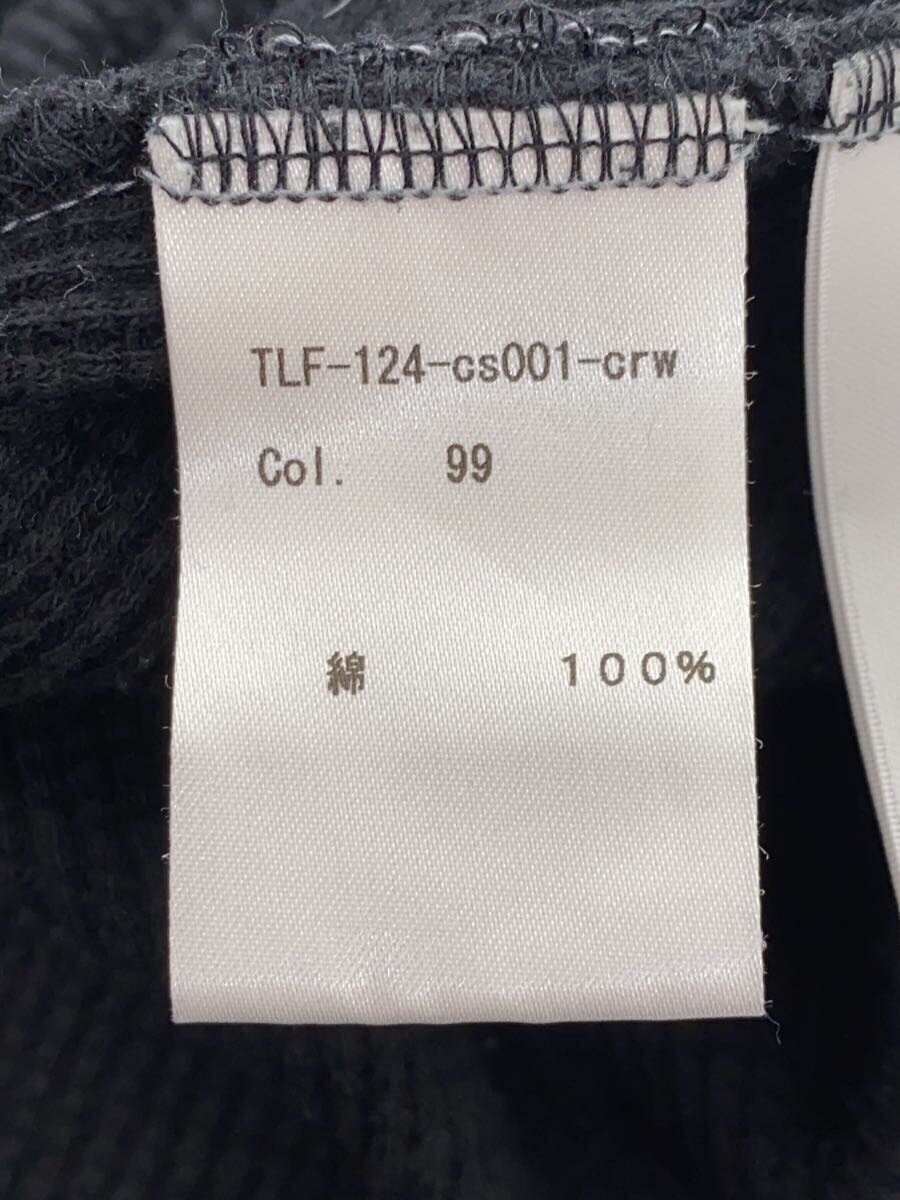 TLF-124-cs001-crw
Col. 99
綿 100%